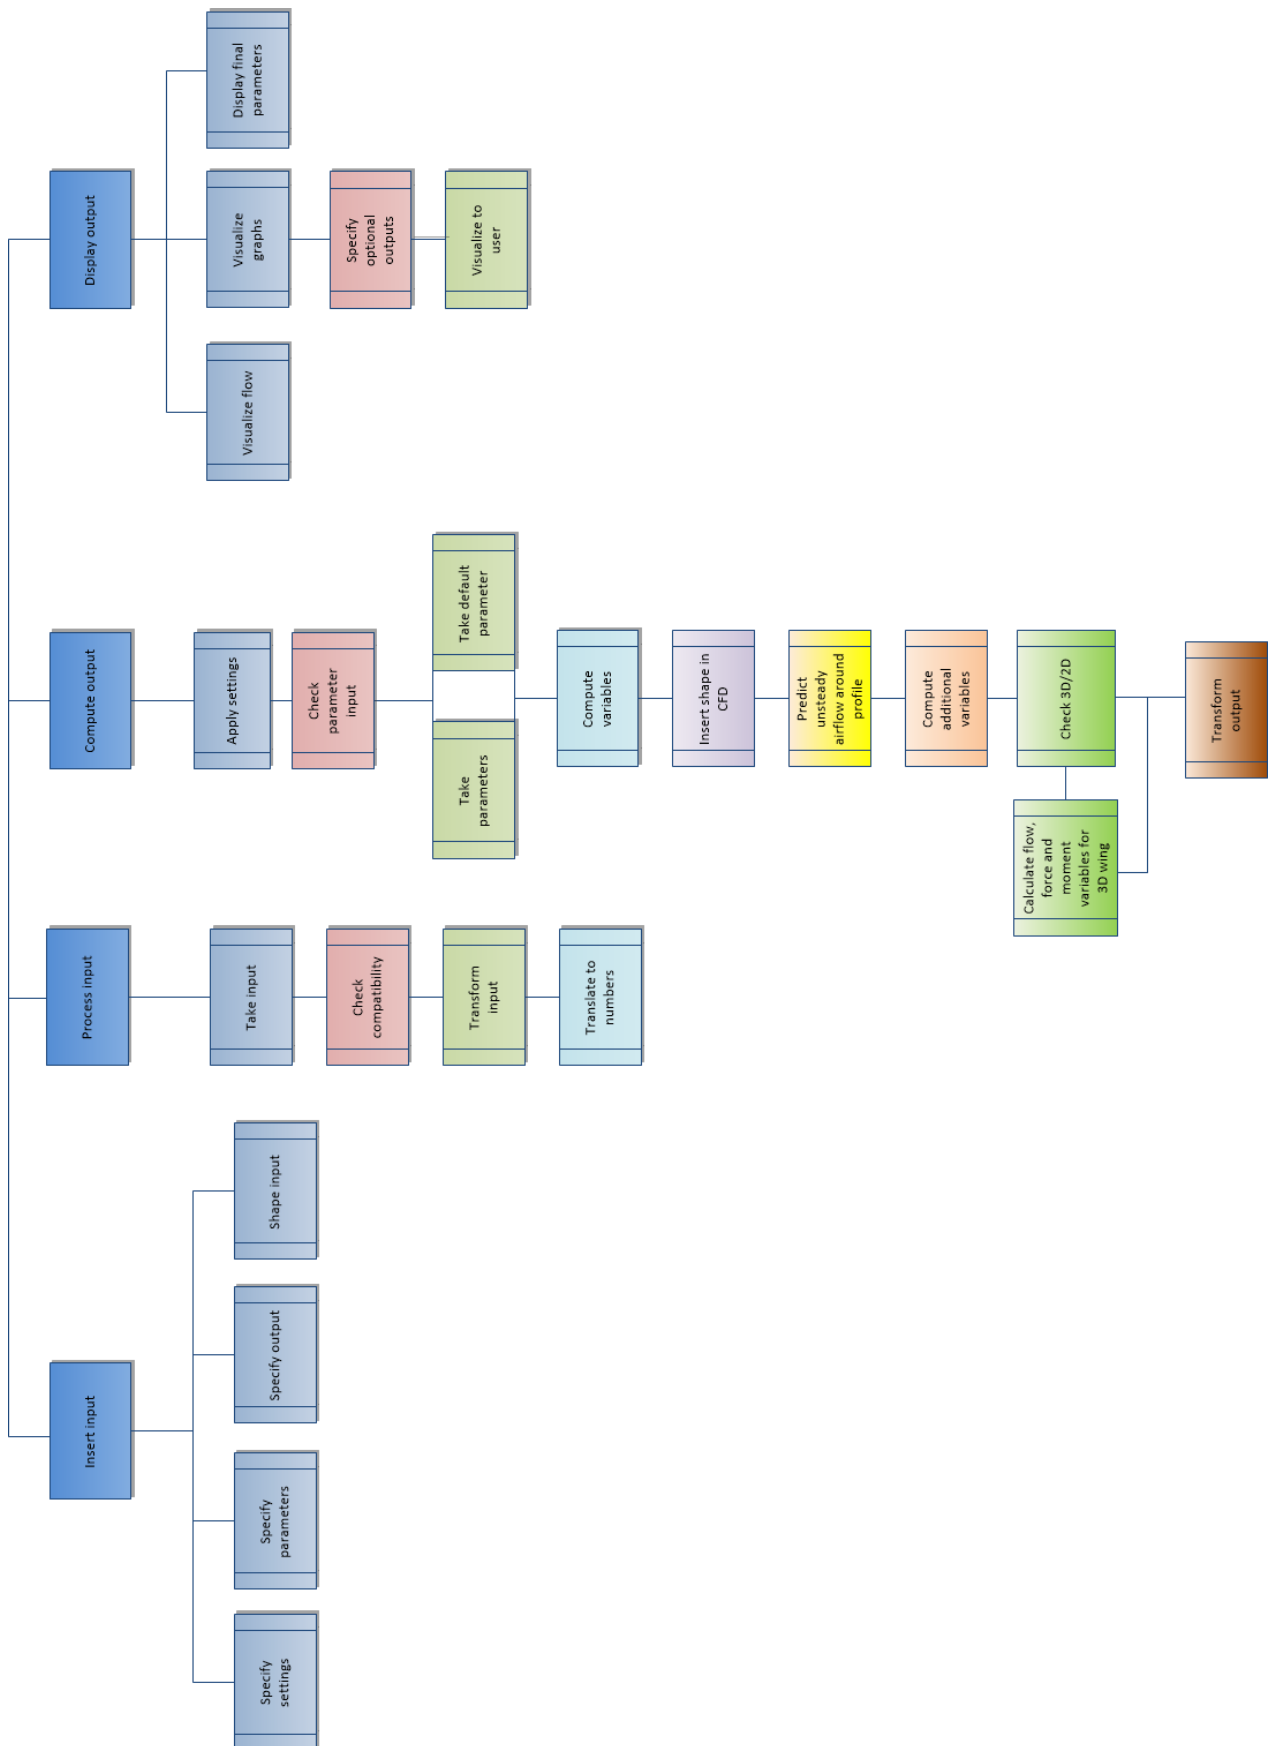 Insert input
Specify
settings
Specify
parameters
Specify output
Shape input
Process input
Take input
Check
compatibility
Transform
input
Translate to
numbers
Compute output
Apply settings
Check
parameter
input
Take
parameters
Take default
parameter
Compute
variables
Insert shape in
CFD
Predict
unsteady
airflow around
profile
Compute
additional
variables
Check 3D/2D
Calculate flow,
force and
moment
variables for
3D wing
Transform
output
Display output
Visualize flow
Visualize
graphs
Display final
parameters
Specify
optional
outputs
Visualize to
user